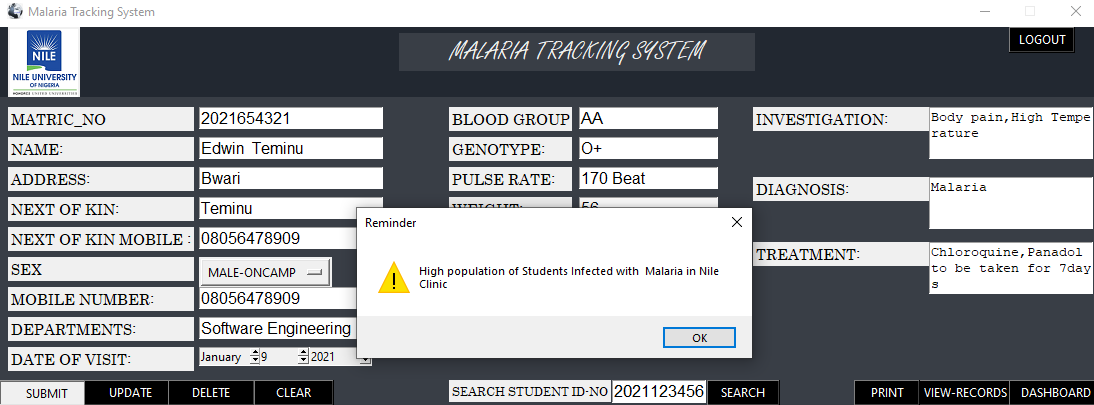 Malaria Tracking System
LOGOUT
NILE
NILE UNIVERSITY
OF NIGERIA
MALARIA TRACKING SYSTEM
MATRIC_NO 2021654321
NAME: Edwin Teminu
ADDRESS: Bwari
NEXT OF KIN: Teminu
NEXT OF KIN MOBILE : 08056478909
SEX MALE-ONCAMP
MOBILE NUMBER: 08056478909
DEPARTMENTS: Software Engineering
DATE OF VISIT: January 9 2021
BLOOD GROUP AA
GENOTYPE: O+
PULSE RATE: 170 Beat
WEIGHT: 56
INVESTIGATION: Body pain,High Tempe
rature
DIAGNOSIS: Malaria
TREATMENT: Chloroquine,Panadol
to be taken for 7day
s
Reminder
High population of Students Infected with Malaria in Nile
Clinic
OK
SUBMIT UPDATE DELETE CLEAR SEARCH STUDENT ID-NO 2021123456 SEARCH PRINT VIEW-RECORDS DASHBOARD